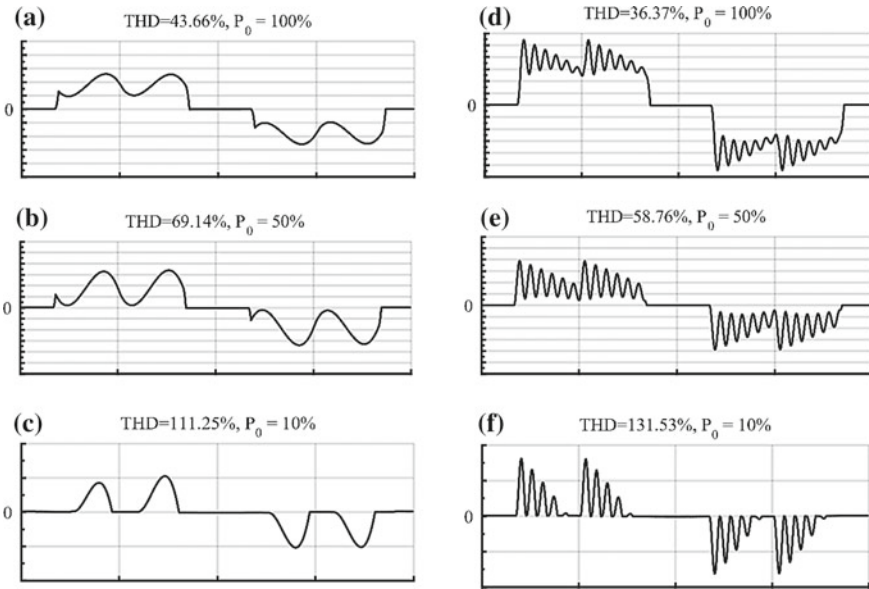 (a) THD=43.66%, P0 = 100%
0
(b) THD=69.14%, P0 = 50%
0
(c) THD=111.25%, P0 = 10%
0
(d) THD=36.37%, P0 = 100%
0
(e) THD=58.76%, P0 = 50%
0
(f) THD=131.53%, P0 = 10%
0